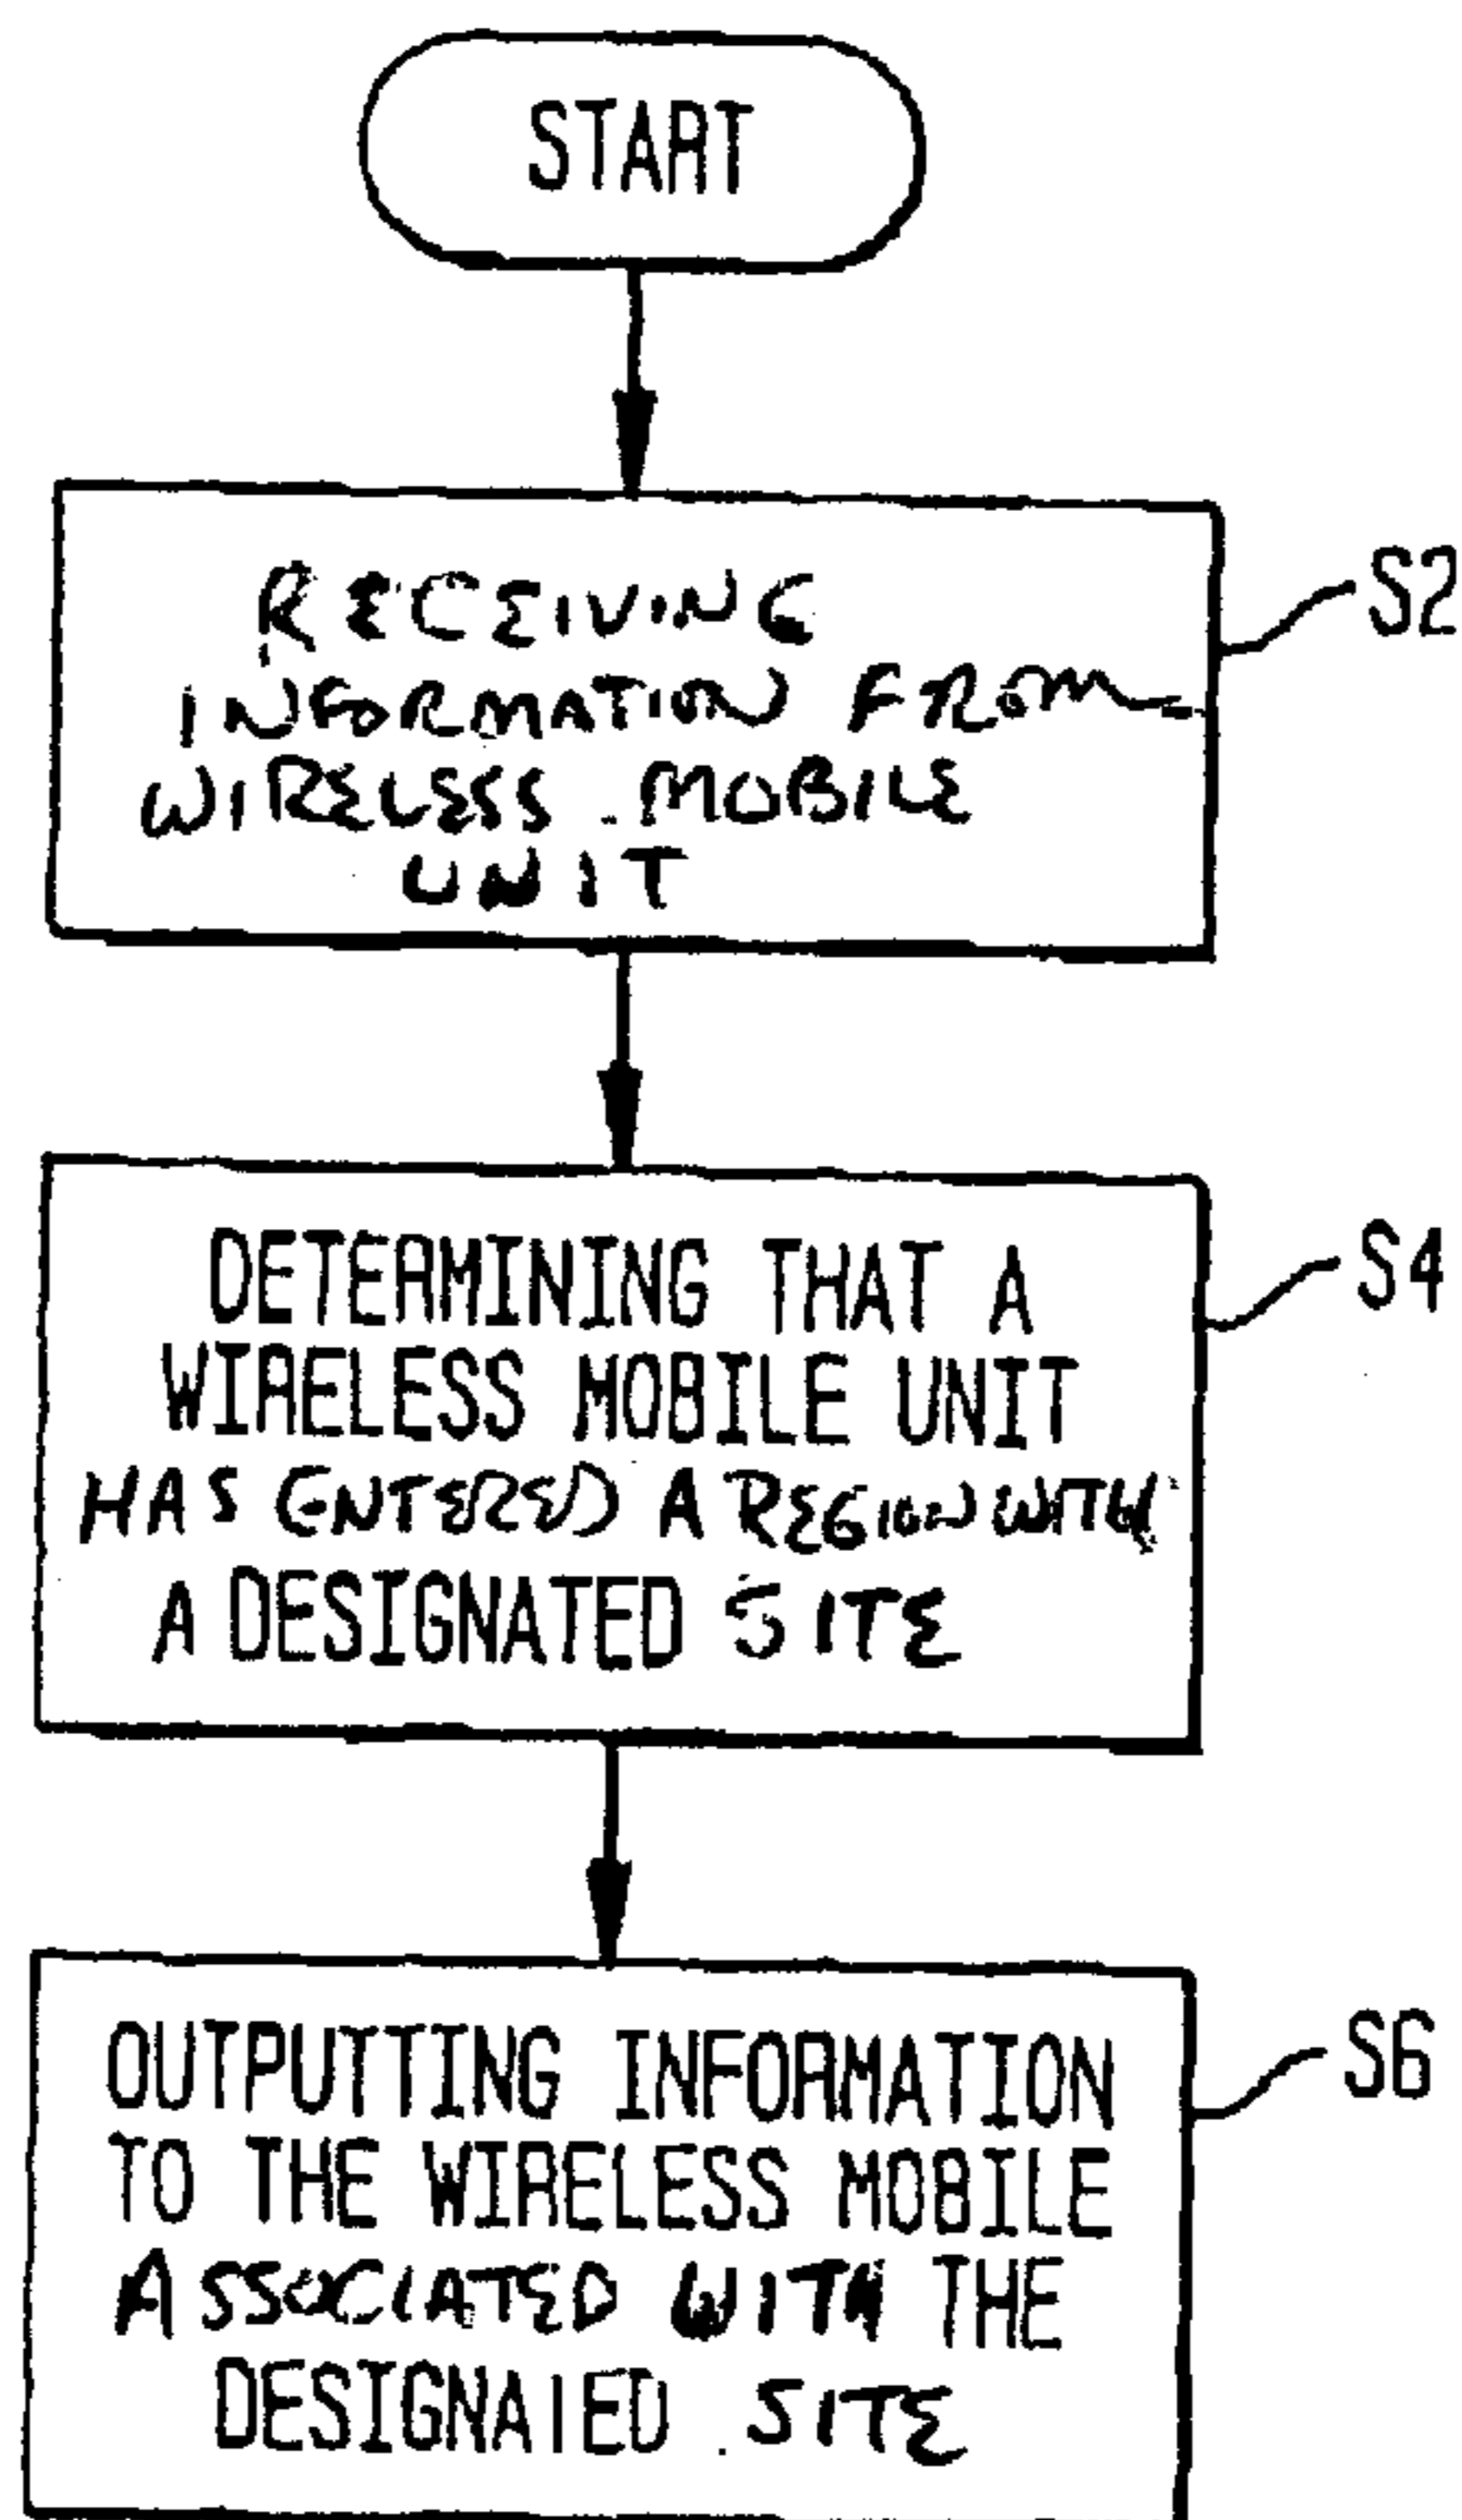 START
RECEIVING
INFORMATION FROM
WIRELESS MOBILE
UNIT
S2
DETERMINING THAT A
WIRELESS MOBILE UNIT
HAS ENTERED A REGION WITH
A DESIGNATED SITE
S4
OUTPUTTING INFORMATION
TO THE WIRELESS MOBILE
ASSOCIATED WITH THE
DESIGNATED SITE
S6